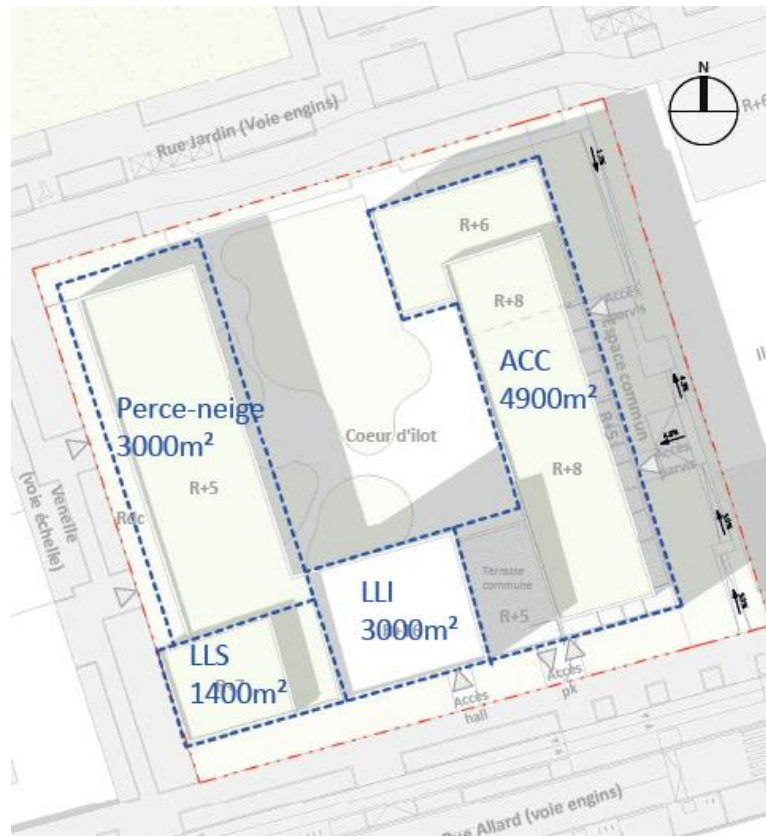 N
R+6
Rue Jardin (Voie engins)
R+6
R+8
Accès
parvis
Espace commun
ACC
4900m²
R+5
Perce-neige
3000m²
Coeur d'îlot
R+5
R+8
Accès
parvis
Venelle
(voie échelle)
Rdc
Terrasse
commune
R+5
LLI
3000m²
LLS
1400m²
Accès
hall
Accès
pk
Rue Allard (voie engins)